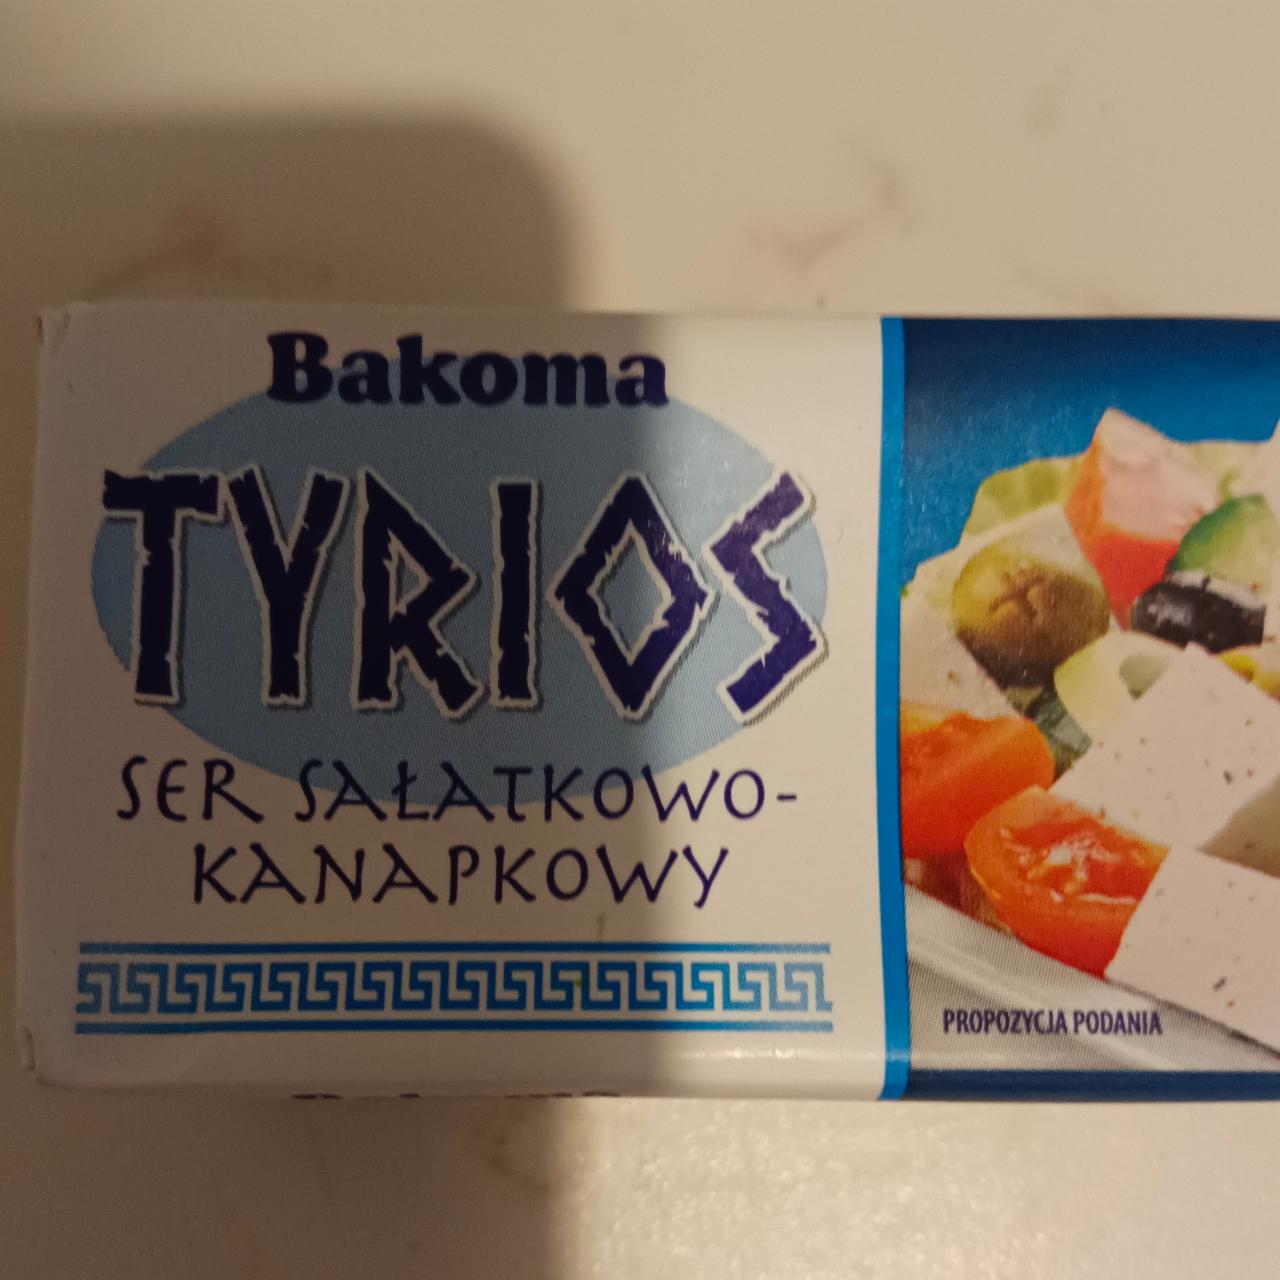 Bakoma
TYRIOS
SER SAŁATKOWO-
KANAPKOWY
PROPOZYCJA PODANIA